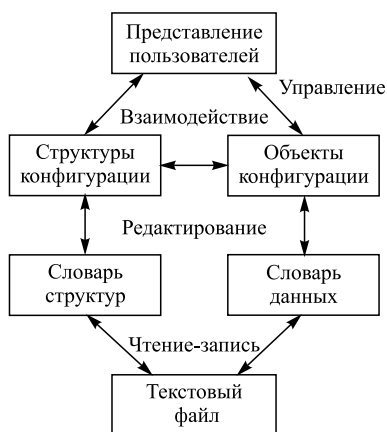 Представление
пользователей
Управление
Взаимодействие
Структуры
конфигурации
Объекты
конфигурации
Редактирование
Словарь
структур
Словарь
данных
Чтение-запись
Текстовый
файл